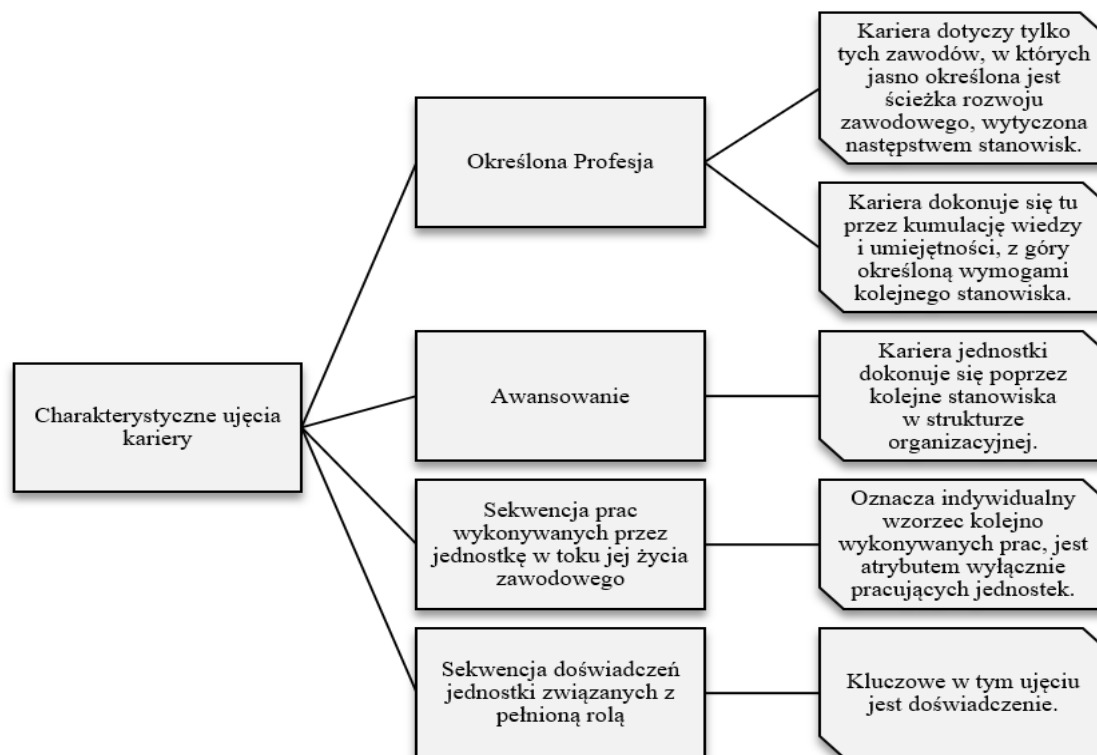 Charakterystyczne ujęcia
kariery
Określona Profesja
Kariera dotyczy tylko
tych zawodów, w których
jasno określona jest
ścieżka rozwoju
zawodowego, wytyczona
następstwem stanowisk.
Kariera dokonuje się tu
przez kumulację wiedzy
i umiejętności, z góry
określoną wymogami
kolejnego stanowiska.
Awansowanie
Kariera jednostki
dokonuje się poprzez
kolejne stanowiska
w strukturze
organizacyjnej.
Sekwencja prac
wykonywanych przez
jednostkę w toku jej życia
zawodowego
Oznacza indywidualny
wzorzec kolejno
wykonywanych prac, jest
atrybutem wyłącznie
pracujących jednostek.
Sekwencja doświadczeń
jednostki związanych z
pełnioną rolą
Kluczowe w tym ujęciu
jest doświadczenie.